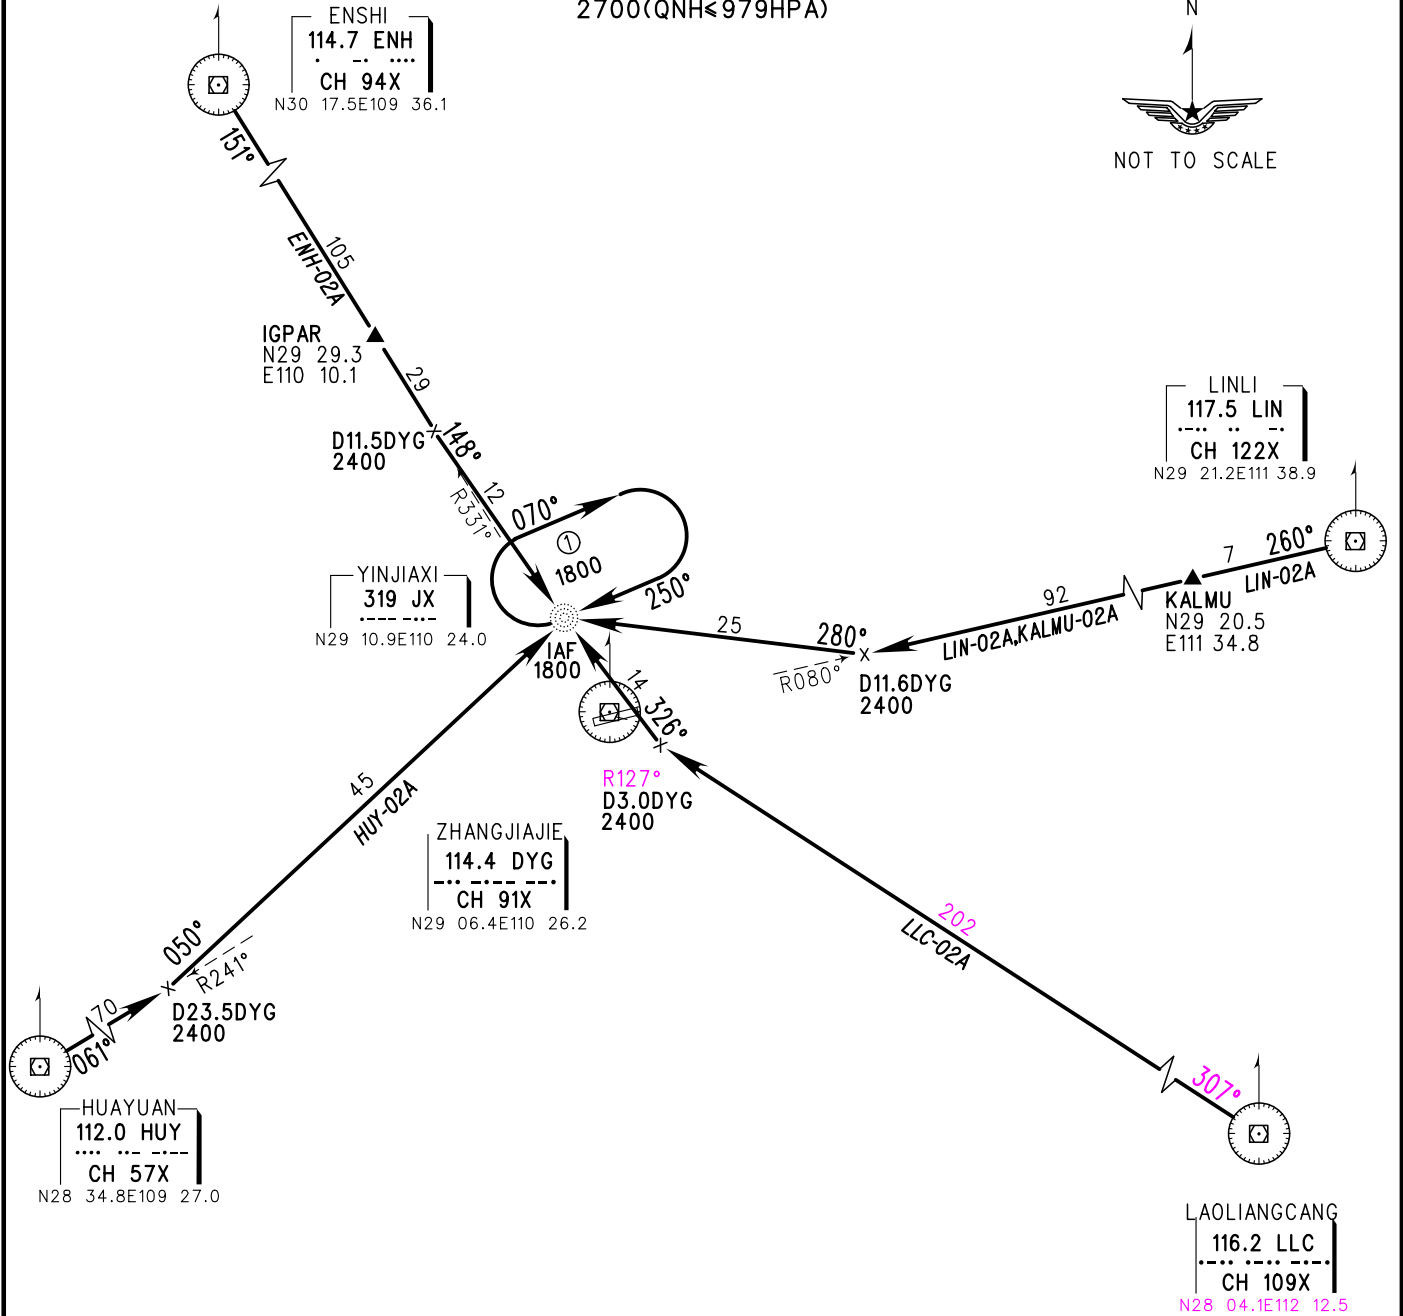 2700(QNH≤979HPA)
N
NOT TO SCALE
ENSHI
114.7 ENH
CH 94X
N30 17.5E109 36.1
151°
105
ENH-02A
IGPAR
N29 29.3
E110 10.1
29
D11.5DYG
2400
148°
12
R331°
070°
1
1800
250°
YINJIAXI
319 JX
N29 10.9E110 24.0
IAF
1800
LINLI
117.5 LIN
CH 122X
N29 21.2E111 38.9
260°
7
LIN-02A
KALMU
N29 20.5
E111 34.8
92
LIN-02A,KALMU-02A
25
280°
R080°
D11.6DYG
2400
14
326°
R127°
D3.0DYG
2400
45
HUY-02A
ZHANGJIAJIE
114.4 DYG
CH 91X
N29 06.4E110 26.2
202
LLC-02A
050°
R241°
D23.5DYG
2400
70
061°
HUAYUAN
112.0 HUY
CH 57X
N28 34.8E109 27.0
307°
LAOLIANGCANG
116.2 LLC
CH 109X
N28 04.1E112 12.5